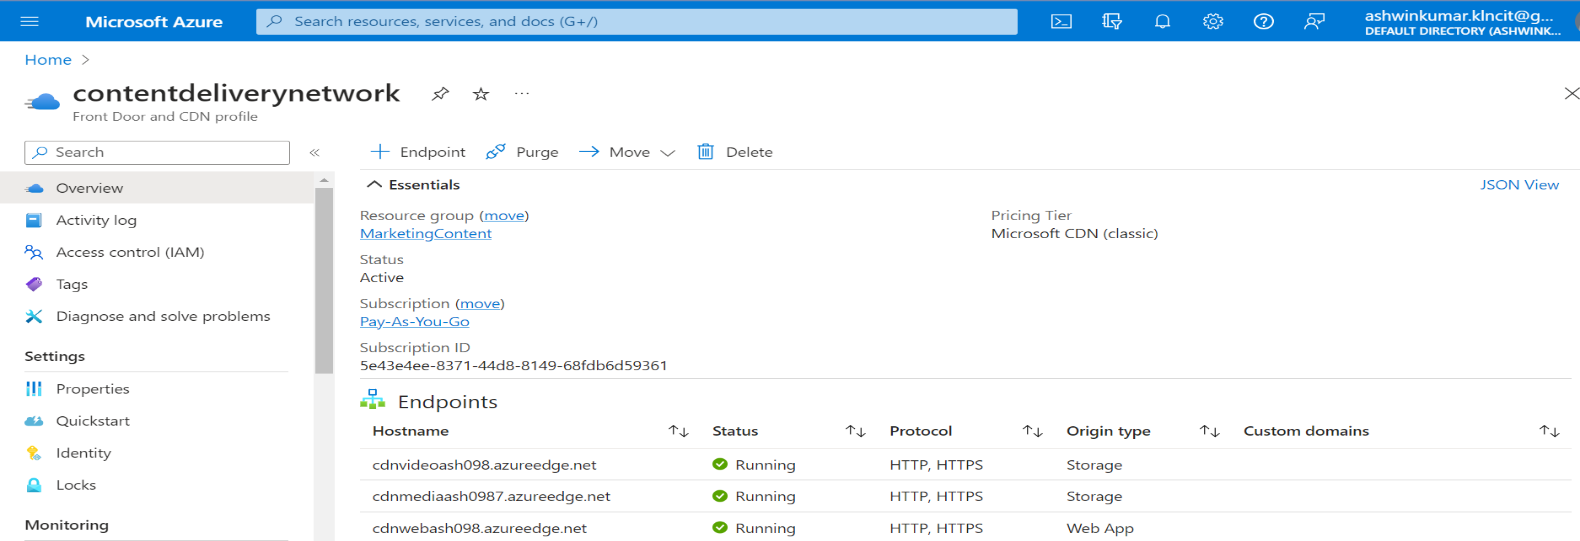 Microsoft Azure
Search resources, services, and docs (G+/)
ashwinkumar.klncit@g...
DEFAULT DIRECTORY (ASHWINK...
Home >
contentdeliverynetwork
...
Front Door and CDN profile
Search
«
Overview
Activity log
Access control (IAM)
Tags
Diagnose and solve problems
Settings
Properties
Quickstart
Identity
Locks
Monitoring
Endpoint
Purge
Move
Delete
Essentials
JSON View
Resource group (move)
MarketingContent
Status
Active
Subscription (move)
Pay-As-You-Go
Subscription ID
5e43e4ee-8371-44d8-8149-68fdb6d59361
Pricing Tier
Microsoft CDN (classic)
Endpoints
Hostname Status Protocol Origin type Custom domains
cdnvideoash098.azureedge.net Running HTTP, HTTPS Storage
cdnmediaash0987.azureedge.net Running HTTP, HTTPS Storage
cdnwebash098.azureedge.net Running HTTP, HTTPS Web App